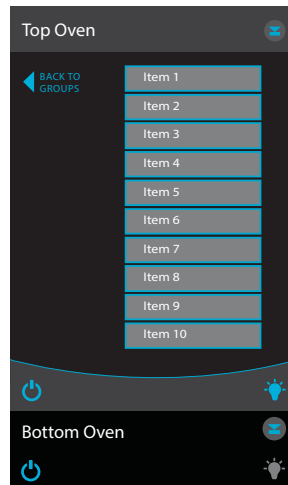 Top Oven
BACK TO
GROUPS
Item 1
Item 2
Item 3
Item 4
Item 5
Item 6
Item 7
Item 8
Item 9
Item 10
Bottom Oven